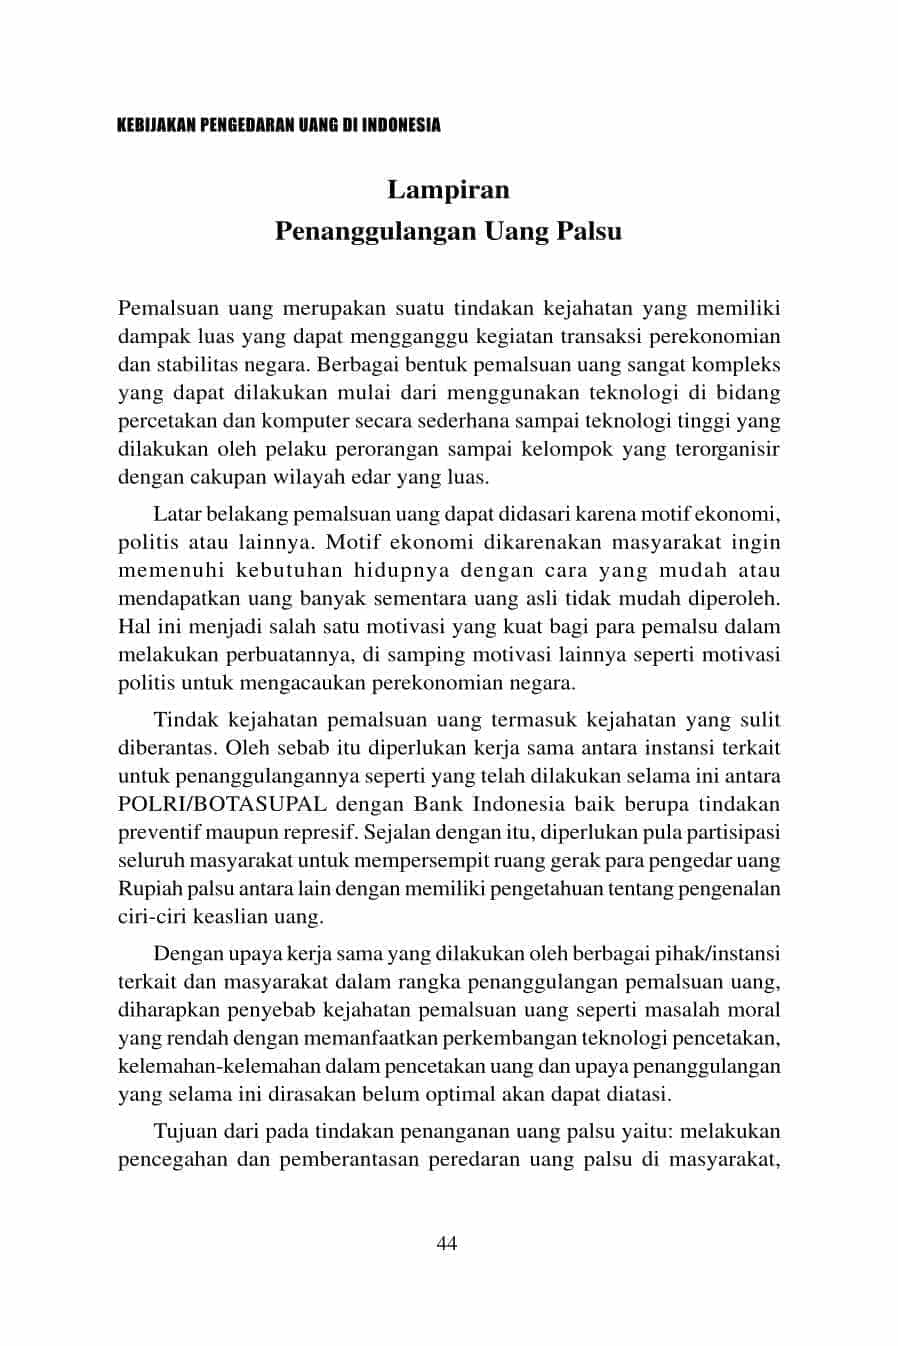 KEBIJAKAN PENGEDARAN UANG DI INDONESIA
Lampiran
Penanggulangan Uang Palsu
Pemalsuan uang merupakan suatu tindakan kejahatan yang memiliki
dampak luas yang dapat mengganggu kegiatan transaksi perekonomian
dan stabilitas negara. Berbagai bentuk pemalsuan uang sangat kompleks
yang dapat dilakukan mulai dari menggunakan teknologi di bidang
percetakan dan komputer secara sederhana sampai teknologi tinggi yang
dilakukan oleh pelaku perorangan sampai kelompok yang terorganisir
dengan cakupan wilayah edar yang luas.
Latar belakang pemalsuan uang dapat didasari karena motif ekonomi,
politis atau lainnya. Motif ekonomi dikarenakan masyarakat ingin
memenuhi kebutuhan hidupnya dengan cara yang mudah atau
mendapatkan uang banyak sementara uang asli tidak mudah diperoleh.
Hal ini menjadi salah satu motivasi yang kuat bagi para pemalsu dalam
melakukan perbuatannya, di samping motivasi lainnya seperti motivasi
politis untuk mengacaukan perekonomian negara.
Tindak kejahatan pemalsuan uang termasuk kejahatan yang sulit
diberantas. Oleh sebab itu diperlukan kerja sama antara instansi terkait
untuk penanggulangannya seperti yang telah dilakukan selama ini antara
POLRI/BOTASUPAL dengan Bank Indonesia baik berupa tindakan
preventif maupun represif. Sejalan dengan itu, diperlukan pula partisipasi
seluruh masyarakat untuk mempersempit ruang gerak para pengedar uang
Rupiah palsu antara lain dengan memiliki pengetahuan tentang pengenalan
ciri-ciri keaslian uang.
Dengan upaya kerja sama yang dilakukan oleh berbagai pihak/instansi
terkait dan masyarakat dalam rangka penanggulangan pemalsuan uang,
diharapkan penyebab kejahatan pemalsuan uang seperti masalah moral
yang rendah dengan memanfaatkan perkembangan teknologi pencetakan,
kelemahan-kelemahan dalam pencetakan uang dan upaya penanggulangan
yang selama ini dirasakan belum optimal akan dapat diatasi.
Tujuan dari pada tindakan penanganan uang palsu yaitu: melakukan
pencegahan dan pemberantasan peredaran uang palsu di masyarakat,
44